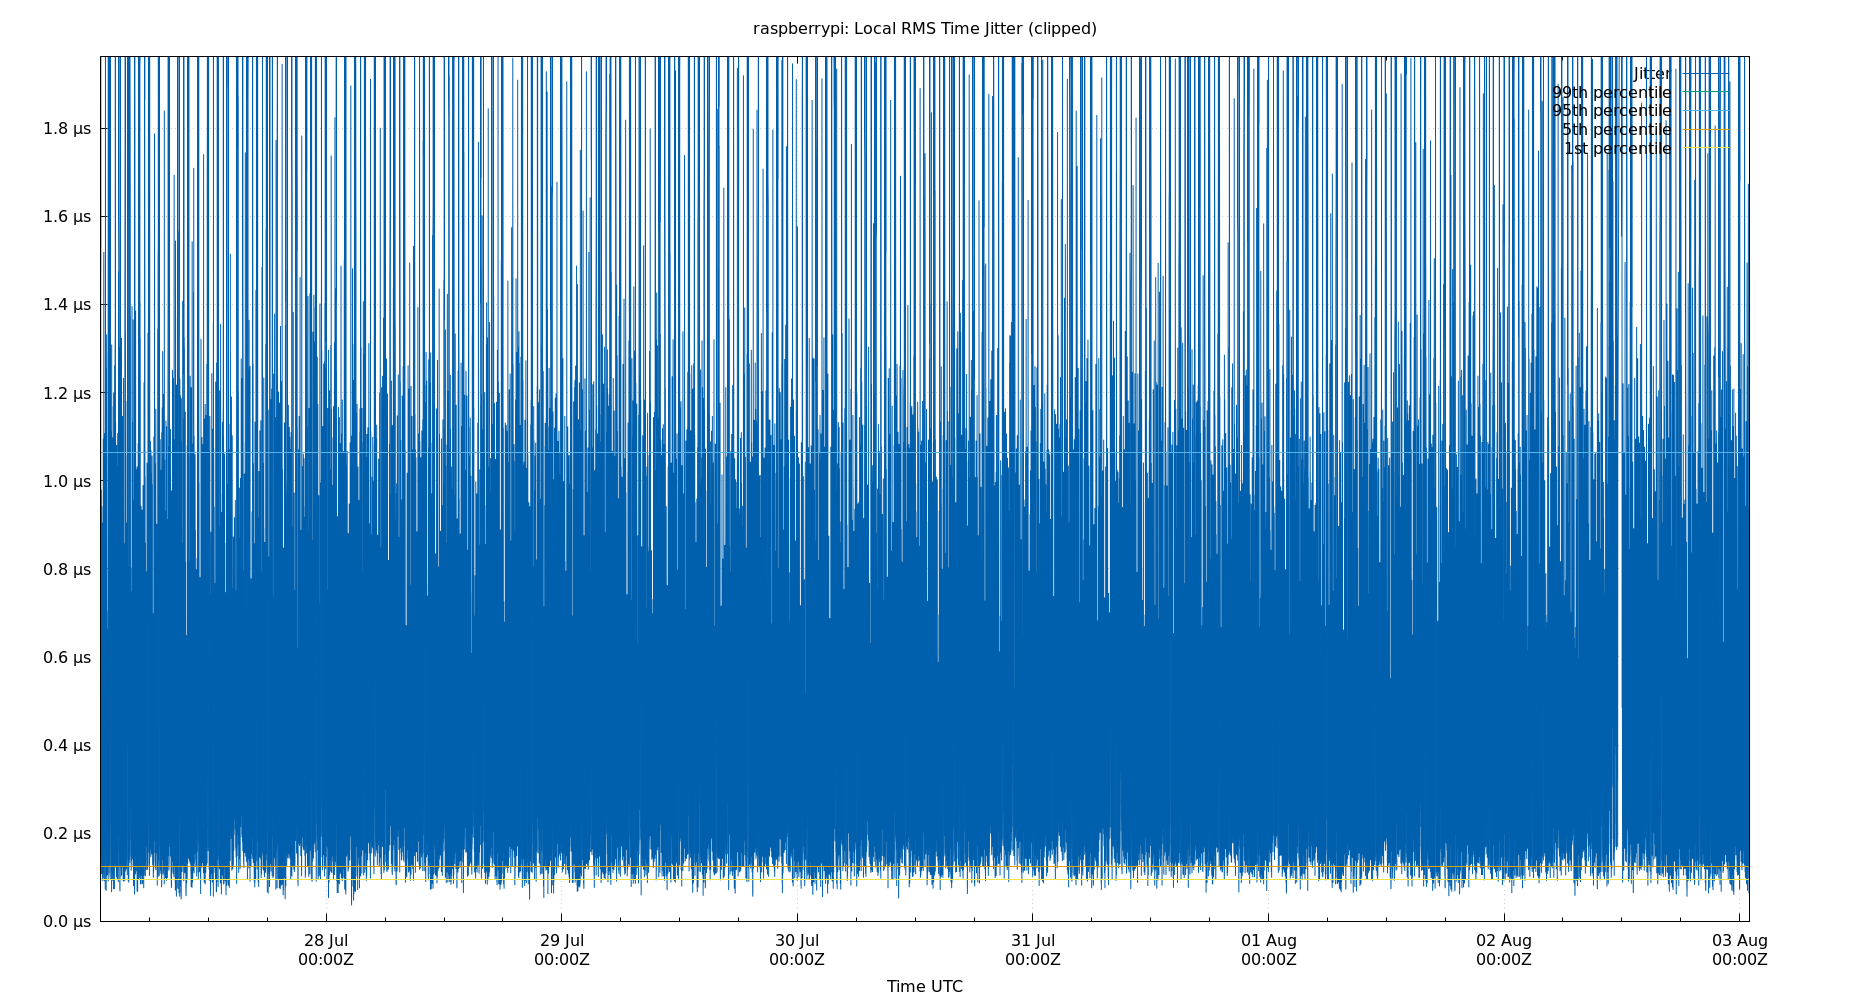 raspberrypi: Local RMS Time Jitter (clipped)
Jitter
99th percentile
95th percentile
5th percentile
1st percentile
1.8 µs
1.6 µs
1.4 µs
1.2 µs
1.0 µs
0.8 µs
0.6 µs
0.4 µs
0.2 µs
0.0 µs
28 Jul 29 Jul 30 Jul 31 Jul 01 Aug 02 Aug 03 Aug
00:00Z 00:00Z 00:00Z 00:00Z 00:00Z 00:00Z 00:00Z
Time UTC